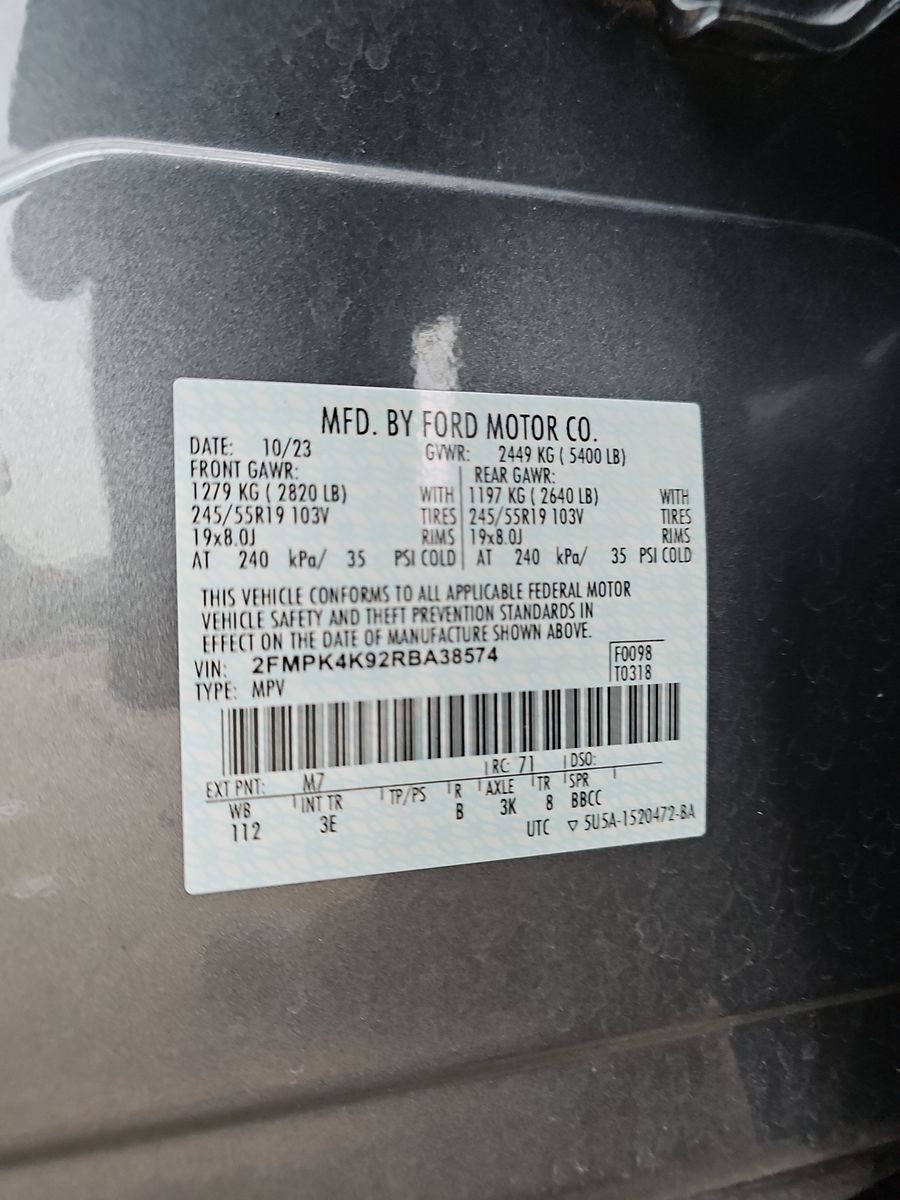 MFD. BY FORD MOTOR CO.
DATE: 10/23 GVWR: 2449 KG ( 5400 LB)
FRONT GAWR: REAR GAWR:
1279 KG ( 2820 LB) WITH 1197 KG ( 2640 LB) WITH
245/55R19 103V TIRES 245/55R19 103V TIRES
19x8.0J RIMS 19x8.0J RIMS
AT 240 kPa/ 35 PSI COLD AT 240 kPa/ 35 PSI COLD
THIS VEHICLE CONFORMS TO ALL APPLICABLE FEDERAL MOTOR
VEHICLE SAFETY AND THEFT PREVENTION STANDARDS IN
EFFECT ON THE DATE OF MANUFACTURE SHOWN ABOVE.
VIN: 2FMPK4K92RBA38574 F0098
TYPE: MPV T0318
EXT PNT: M7 RC: 71 DSO:
WB INT TR TP/PS R AXLE TR SPR
112 3E B 3K 8 BBCC
UTC ▽ 5U5A-1520472-BA